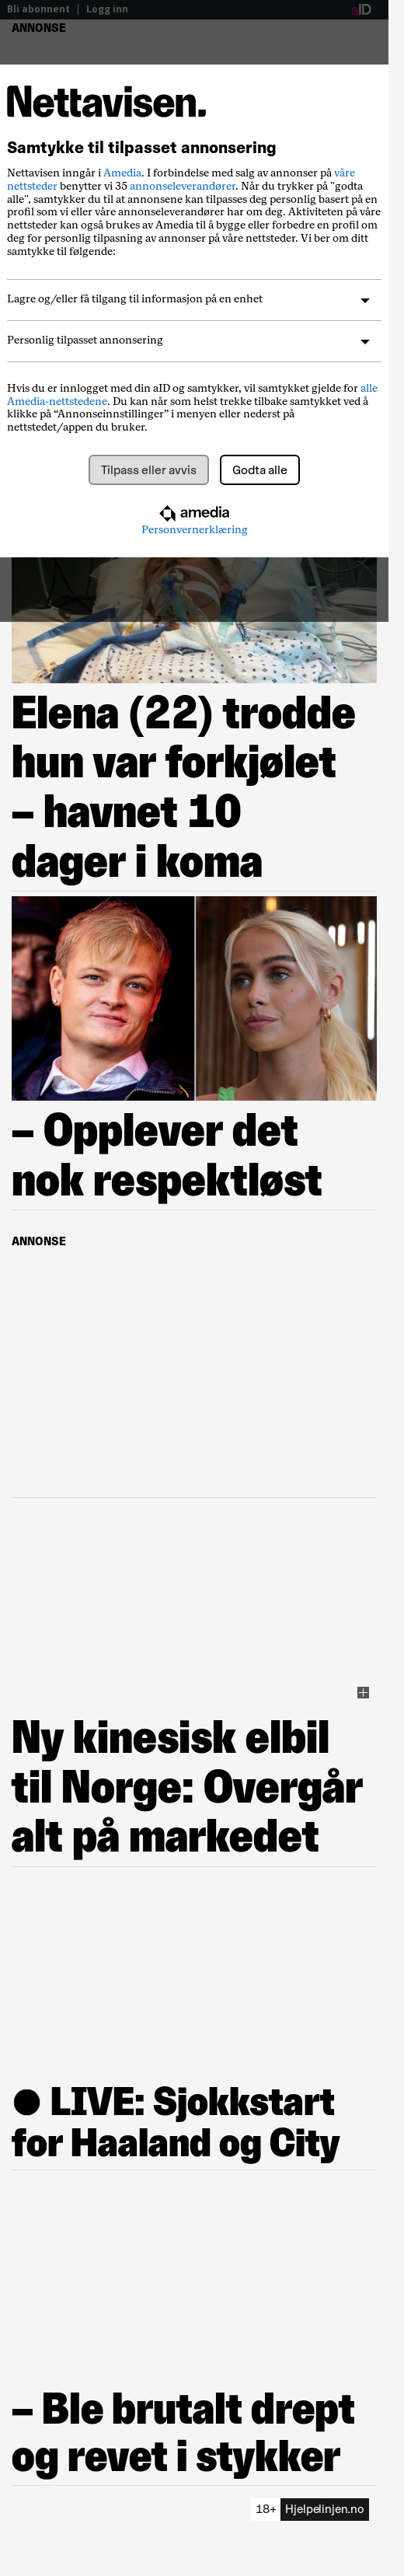 Bli abonnent | Logg inn
aID
ANNONSE
Nettavisen.
Samtykke til tilpasset annonsering
Nettavisen inngår i Amedia. I forbindelse med salg av annonser på våre
nettsteder benytter vi 35 annonseleverandører. Når du trykker på "godta
alle", samtykker du til at annonsene kan tilpasses deg personlig basert på en
profil som vi eller våre annonseleverandører har om deg. Aktiviteten på våre
nettsteder kan også brukes av Amedia til å bygge eller forbedre en profil om
deg for personlig tilpasning av annonser på våre nettsteder. Vi ber om ditt
samtykke til følgende:
Lagre og/eller få tilgang til informasjon på en enhet
Personlig tilpasset annonsering
Hvis du er innlogget med din aID og samtykker, vil samtykket gjelde for alle
Amedia-nettstedene. Du kan når som helst trekke tilbake samtykket ved å
klikke på “Annonseinnstillinger” i menyen eller nederst på
nettstedet/appen du bruker.
Tilpass eller avvis
Godta alle
amedia
Personvernerklæring
Elena (22) trodde
hun var forkjølet
– havnet 10
dager i koma
– Opplever det
nok respektløst
ANNONSE
Ny kinesisk elbil
til Norge: Overgår
alt på markedet
● LIVE: Sjokkstart
for Haaland og City
– Ble brutalt drept
og revet i stykker
18+ Hjelpelinjen.no